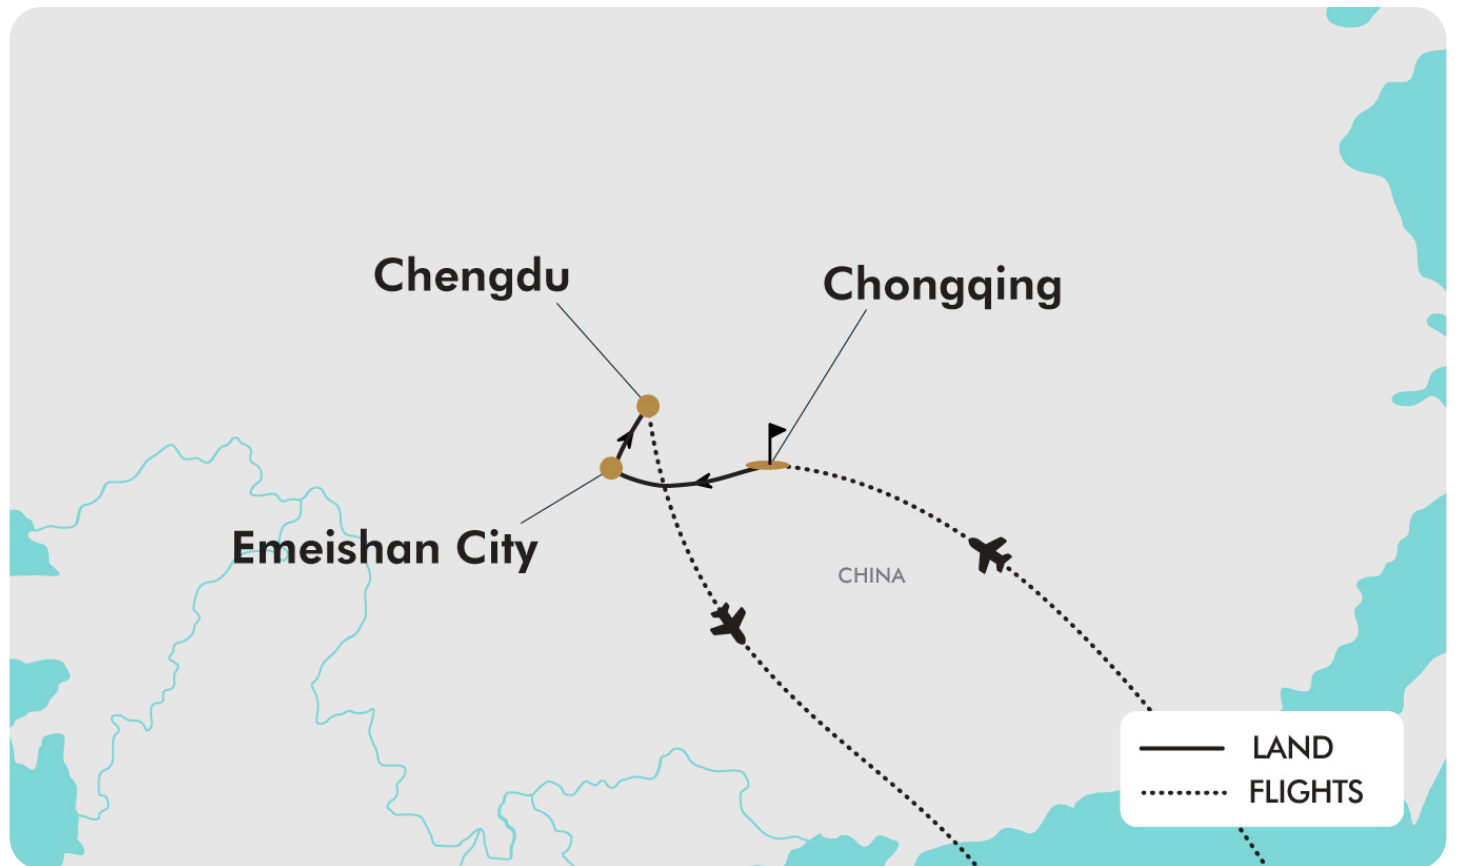 Chengdu
Chongqing
Emeishan City
CHINA
LAND
FLIGHTS